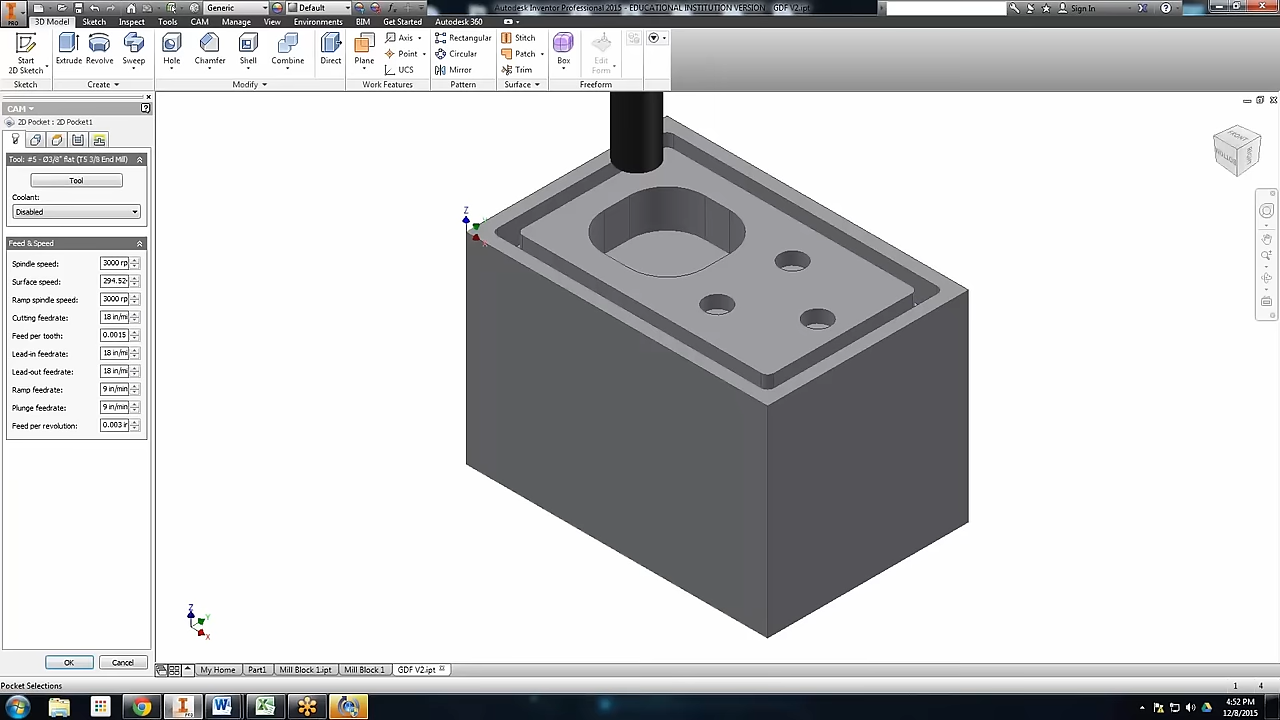 Generic
Default
Autodesk Inventor Professional 2015 - EDUCATIONAL INSTITUTION VERSION
GDF V2.ipt
Sign In
PRO
3D Model
Sketch
Inspect
Tools
CAM
Manage
View
Environments
BIM
Get Started
Autodesk 360
Start
2D Sketch
Extrude
Revolve
Sweep
Hole
Chamfer
Shell
Combine
Direct
Plane
Axis
Point
UCS
Rectangular
Circular
Mirror
Stitch
Patch
Trim
Box
Edit
Form
Sketch
Create
Modify
Work Features
Pattern
Surface
Freeform
CAM
2D Pocket : 2D Pocket1
Tool: #5 - Ø3/8" flat (T5 3/8 End Mill)
Tool
Coolant:
Disabled
Feed & Speed
Spindle speed: 3000 rp
Surface speed: 294.52
Ramp spindle speed: 3000 rp
Cutting feedrate: 18 in/mi
Feed per tooth: 0.0015
Lead-in feedrate: 18 in/mi
Lead-out feedrate: 18 in/mi
Ramp feedrate: 9 in/min
Plunge feedrate: 9 in/min
Feed per revolution: 0.003 i
OK
Cancel
Z
Z
Y
X
FRONT
My Home
Part1
Mill Block 1.ipt
Mill Block 1
GDF V2.ipt
Pocket Selections
1
4
4:52 PM
12/8/2015